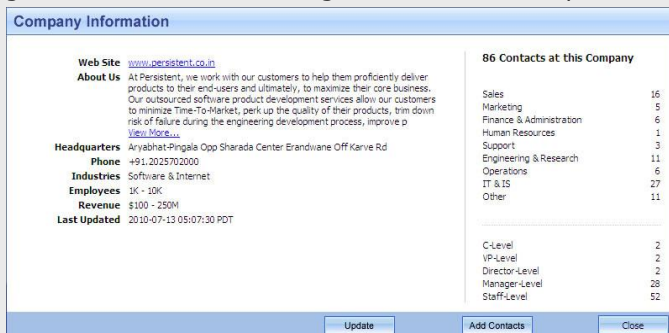 Company Information
Web Site www.persistent.co.in
About Us At Persistent, we work with our customers to help them proficiently deliver
products to their end-users and ultimately, to maximize their core business.
Our outsourced software product development services allow our customers
to minimize Time-To-Market, perk up the quality of their products, trim down
risk of failure during the engineering development process, improve p
View More...
Headquarters Aryabhat-Pingala Opp Sharada Center Erandwane Off Karve Rd
Phone +91.2025702000
Industries Software & Internet
Employees 1K - 10K
Revenue $100 - 250M
Last Updated 2010-07-13 05:07:30 PDT
86 Contacts at this Company
Sales 16
Marketing 5
Finance & Administration 6
Human Resources 1
Support 3
Engineering & Research 11
Operations 6
IT & IS 27
Other 11
C-Level 2
VP-Level 2
Director-Level 2
Manager-Level 28
Staff-Level 52
Update
Add Contacts
Close